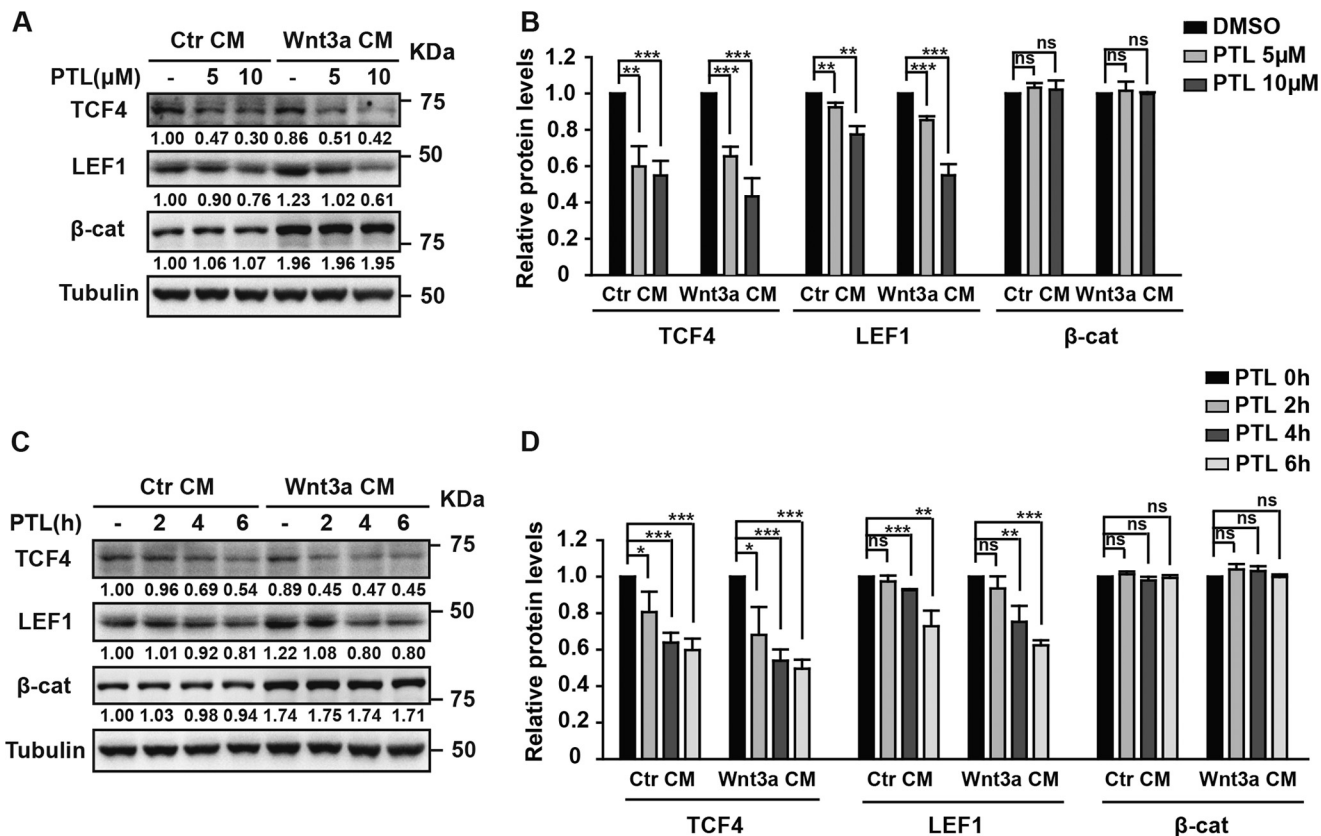 A
Ctr CM Wnt3a CM KDa
PTL(μM) - 5 10 - 5 10
TCF4 75
1.00 0.47 0.30 0.86 0.51 0.42
LEF1 50
1.00 0.90 0.76 1.23 1.02 0.61
β-cat 75
1.00 1.06 1.07 1.96 1.96 1.95
Tubulin 50
B
DMSO
PTL 5μM
PTL 10μM
Relative protein levels
1.2
1.0
0.8
0.6
0.4
0.2
0
** *** *** *** ** ** *** *** ns ns ns ns
Ctr CM Wnt3a CM Ctr CM Wnt3a CM Ctr CM Wnt3a CM
TCF4 LEF1 β-cat
C
Ctr CM Wnt3a CM KDa
PTL(h) - 2 4 6 - 2 4 6
TCF4 75
1.00 0.96 0.69 0.54 0.89 0.45 0.47 0.45
LEF1 50
1.00 1.01 0.92 0.81 1.22 1.08 0.80 0.80
β-cat 75
1.00 1.03 0.98 0.94 1.74 1.75 1.74 1.71
Tubulin 50
D
PTL 0h
PTL 2h
PTL 4h
PTL 6h
Relative protein levels
1.2
1.0
0.8
0.6
0.4
0.2
0
* *** *** * *** *** ns *** ** ns ** *** ns ns ns ns ns ns
Ctr CM Wnt3a CM Ctr CM Wnt3a CM Ctr CM Wnt3a CM
TCF4 LEF1 β-cat